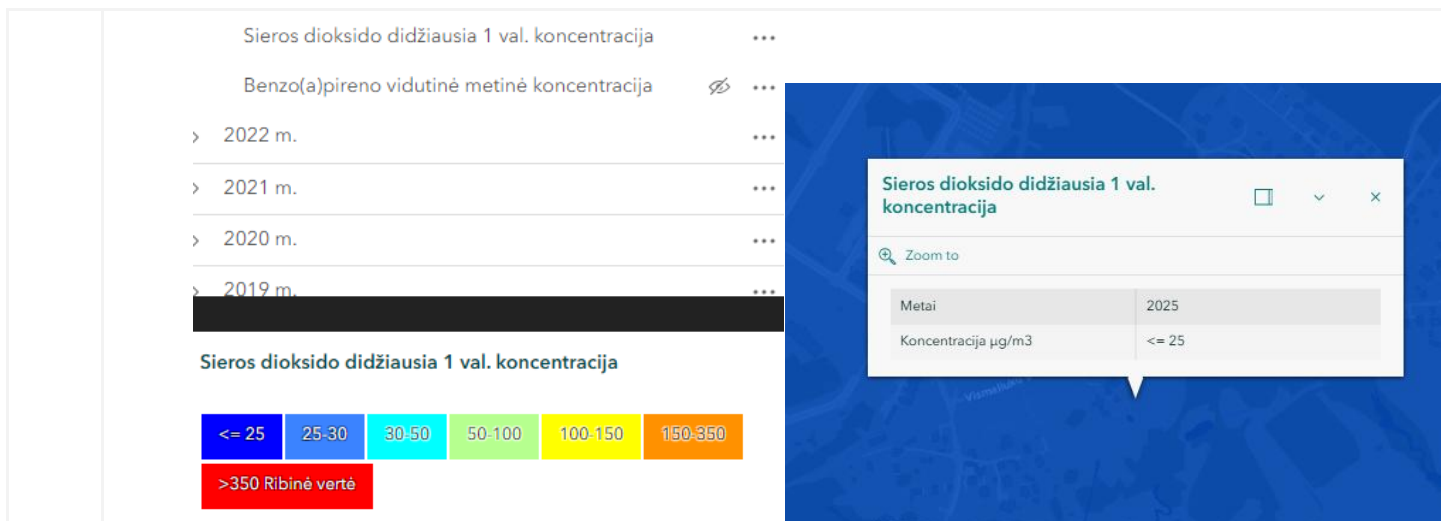 Sieros dioksido didžiausia 1 val. koncentracija
Benzo(a)pireno vidutinė metinė koncentracija
2022 m.
2021 m.
2020 m.
2019 m.
Sieros dioksido didžiausia 1 val. koncentracija
<= 25 25-30 30-50 50-100 100-150 150-350
>350 Ribinė vertė
Sieros dioksido didžiausia 1 val.
koncentracija
Zoom to
Metai 2025
Koncentracija µg/m3 <= 25